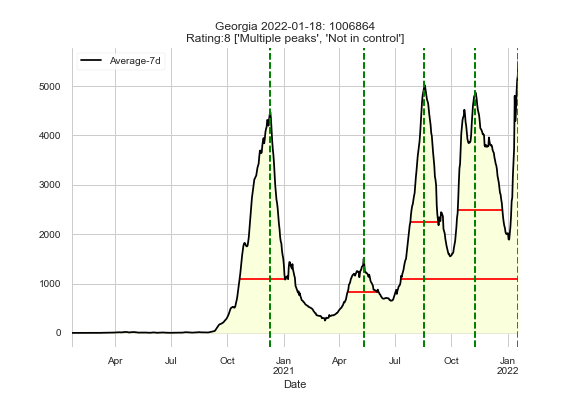 Georgia 2022-01-18: 1006864
Rating:8 ['Multiple peaks', 'Not in control']
Average-7d
5000
4000
3000
2000
1000
0
Apr Jul Oct Jan Apr Jul Oct Jan
2021 2022
Date